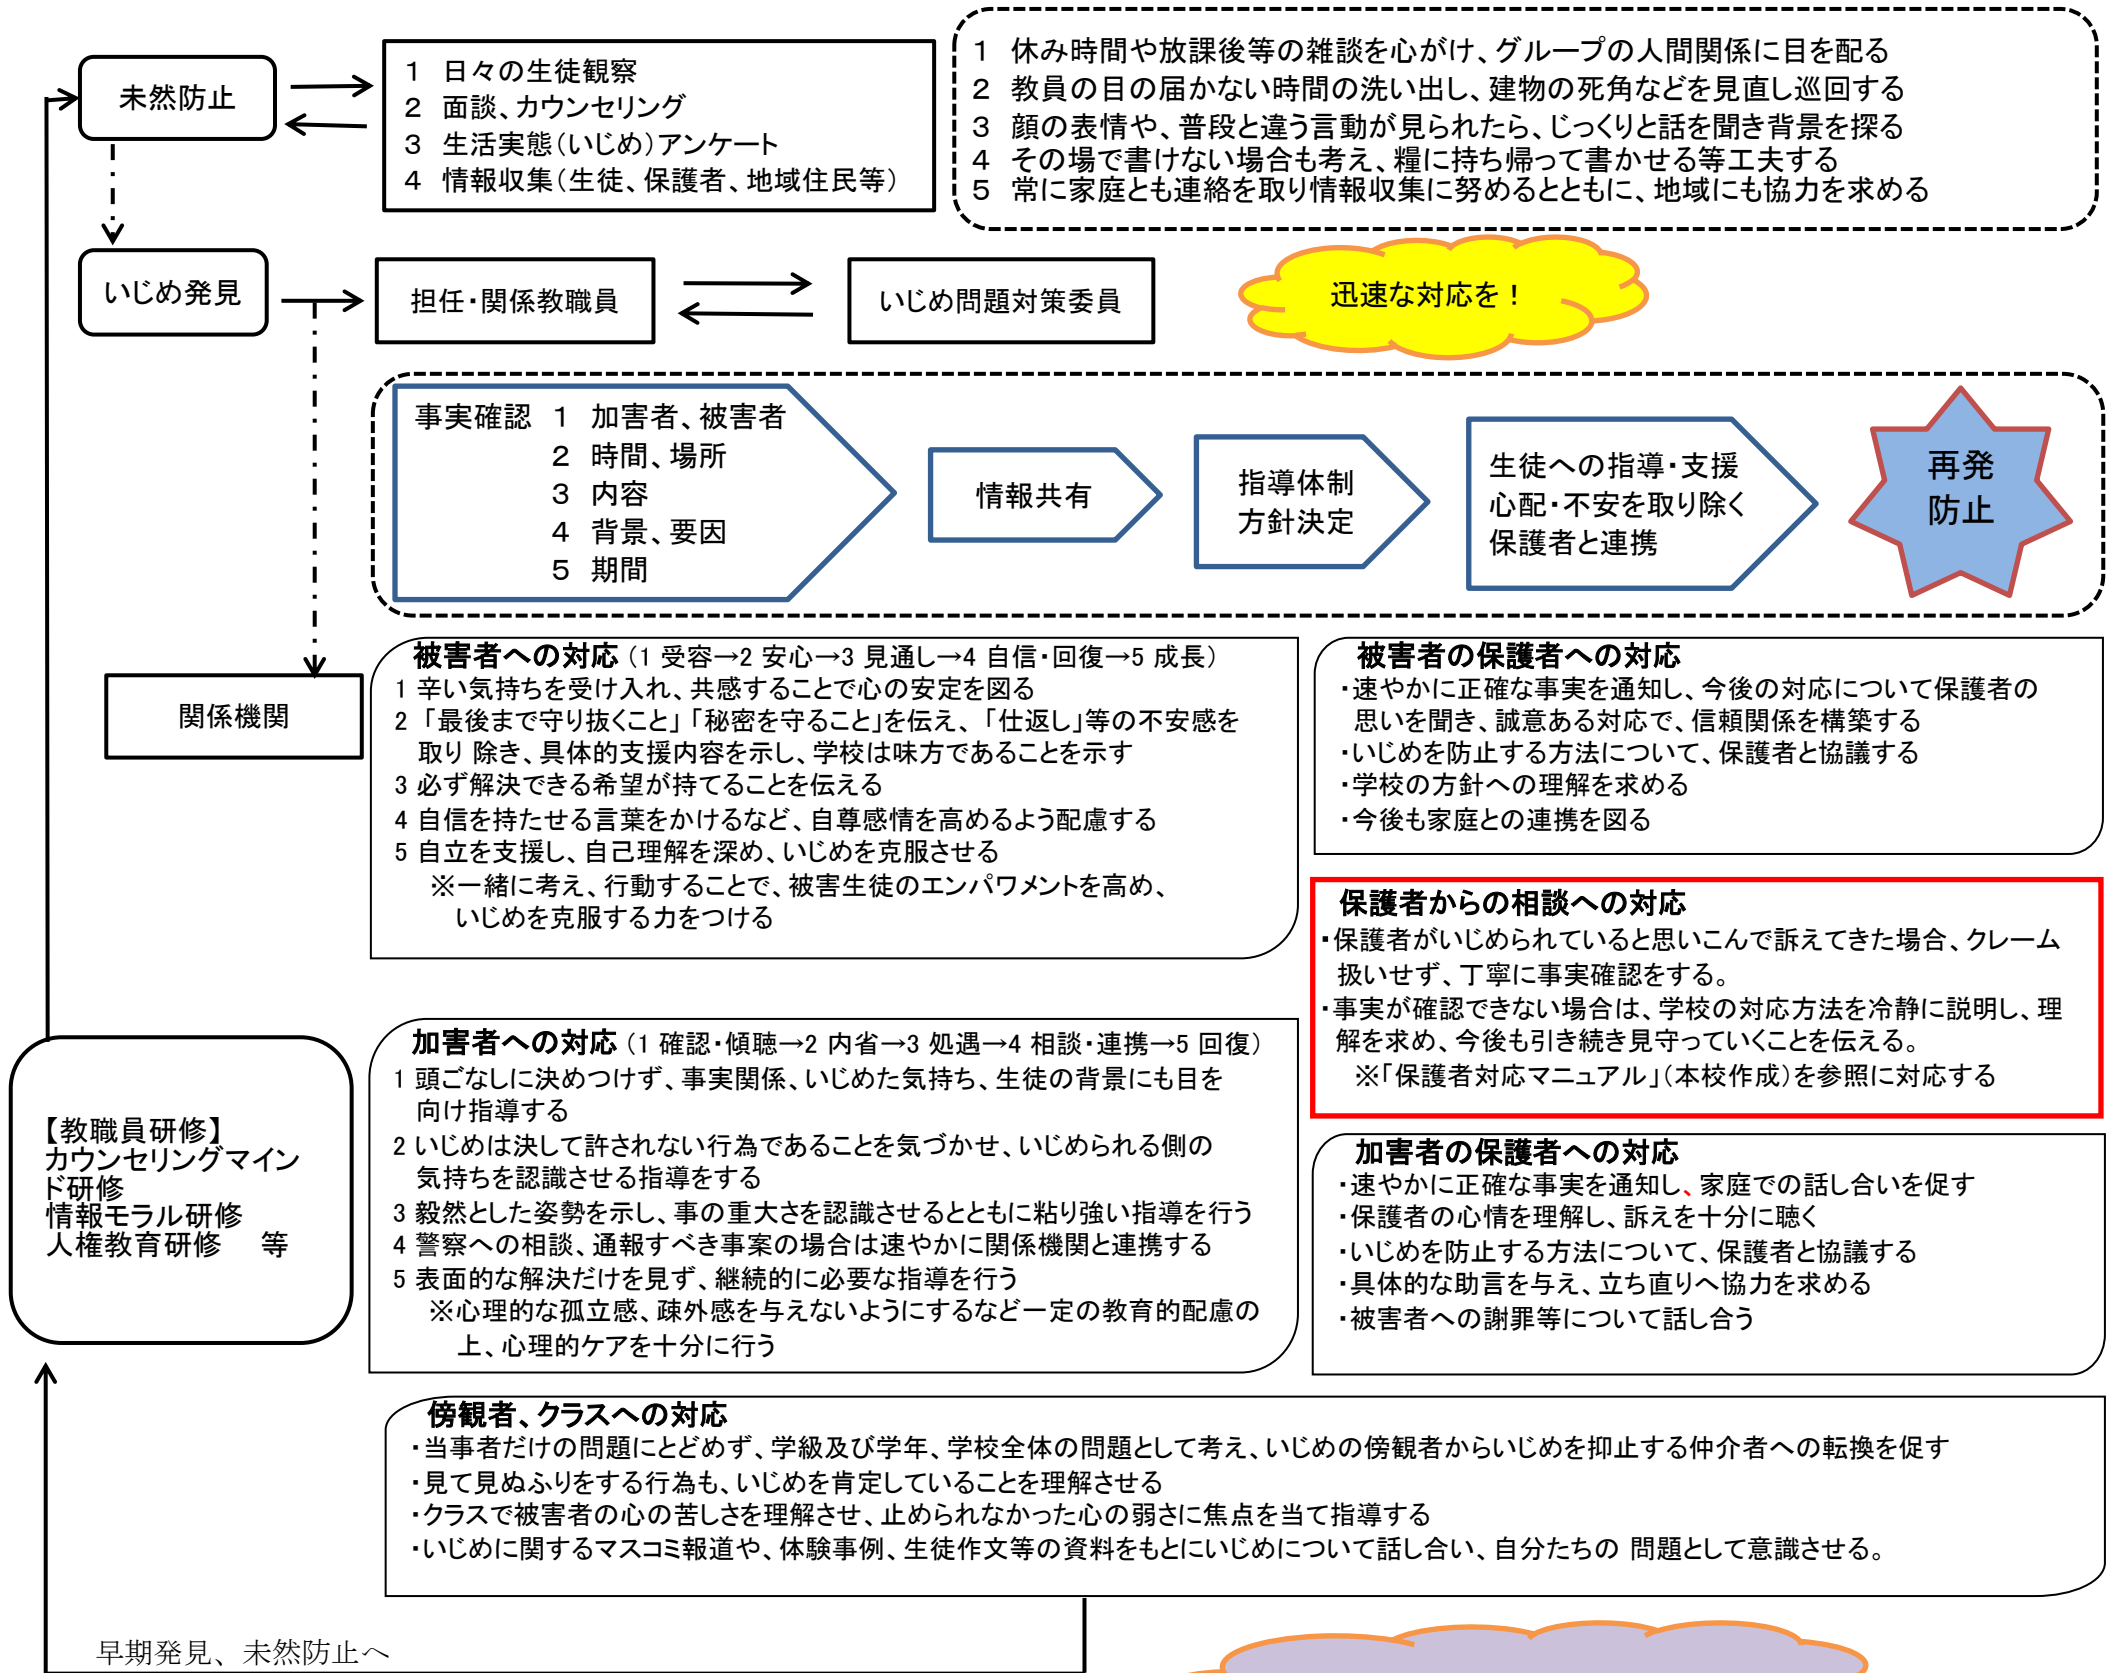 未然防止
1 日々の生徒観察
2 面談、カウンセリング
3 生活実態(いじめ)アンケート
4 情報収集(生徒、保護者、地域住民等)
1 休み時間や放課後等の雑談を心がけ、グループの人間関係に目を配る
2 教員の目の届かない時間の洗い出し、建物の死角などを見直し巡回する
3 顔の表情や、普段と違う言動が見られたら、じっくりと話を聞き背景を探る
4 その場で書けない場合も考え、糧に持ち帰って書かせる等工夫する
5 常に家庭とも連絡を取り情報収集に努めるとともに、地域にも協力を求める
いじめ発見
担任・関係教職員
いじめ問題対策委員
迅速な対応を!
事実確認 1 加害者、被害者
2 時間、場所
3 内容
4 背景、要因
5 期間
情報共有
指導体制
方針決定
生徒への指導・支援
心配・不安を取り除く
保護者と連携
再発
防止
関係機関
被害者への対応(1 受容→2 安心→3 見通し→4 自信・回復→5 成長)
1 辛い気持ちを受け入れ、共感することで心の安定を図る
2 「最後まで守り抜くこと」「秘密を守ること」を伝え、「仕返し」等の不安感を
取り 除き、具体的支援内容を示し、学校は味方であることを示す
3 必ず解決できる希望が持てることを伝える
4 自信を持たせる言葉をかけるなど、自尊感情を高めるよう配慮する
5 自立を支援し、自己理解を深め、いじめを克服させる
※一緒に考え、行動することで、被害生徒のエンパワメントを高め、
いじめを克服する力をつける
被害者の保護者への対応
・速やかに正確な事実を通知し、今後の対応について保護者の
思いを聞き、誠意ある対応で、信頼関係を構築する
・いじめを防止する方法について、保護者と協議する
・学校の方針への理解を求める
・今後も家庭との連携を図る
保護者からの相談への対応
・保護者がいじめられていると思いこんで訴えてきた場合、クレーム
扱いせず、丁寧に事実確認をする。
・事実が確認できない場合は、学校の対応方法を冷静に説明し、理
解を求め、今後も引き続き見守っていくことを伝える。
※「保護者対応マニュアル」(本校作成)を参照に対応する
加害者への対応(1 確認・傾聴→2 内省→3 処遇→4 相談・連携→5 回復)
1 頭ごなしに決めつけず、事実関係、いじめた気持ち、生徒の背景にも目を
向け指導する
2 いじめは決して許されない行為であることを気づかせ、いじめられる側の
気持ちを認識させる指導をする
3 毅然とした姿勢を示し、事の重大さを認識させるとともに粘り強い指導を行う
4 警察への相談、通報すべき事案の場合は速やかに関係機関と連携する
5 表面的な解決だけを見ず、継続的に必要な指導を行う
※心理的な孤立感、疎外感を与えないようにするなど一定の教育的配慮の
上、心理的ケアを十分に行う
加害者の保護者への対応
・速やかに正確な事実を通知し、家庭での話し合いを促す
・保護者の心情を理解し、訴えを十分に聴く
・いじめを防止する方法について、保護者と協議する
・具体的な助言を与え、立ち直りへ協力を求める
・被害者への謝罪等について話し合う
【教職員研修】
カウンセリングマイン
ド研修
情報モラル研修
人権教育研修 等
傍観者、クラスへの対応
・当事者だけの問題にとどめず、学級及び学年、学校全体の問題として考え、いじめの傍観者からいじめを抑止する仲介者への転換を促す
・見て見ぬふりをする行為も、いじめを肯定していることを理解させる
・クラスで被害者の心の苦しさを理解させ、止められなかった心の弱さに焦点を当て指導する
・いじめに関するマスコミ報道や、体験事例、生徒作文等の資料をもとにいじめについて話し合い、自分たちの 問題として意識させる。
早期発見、未然防止へ